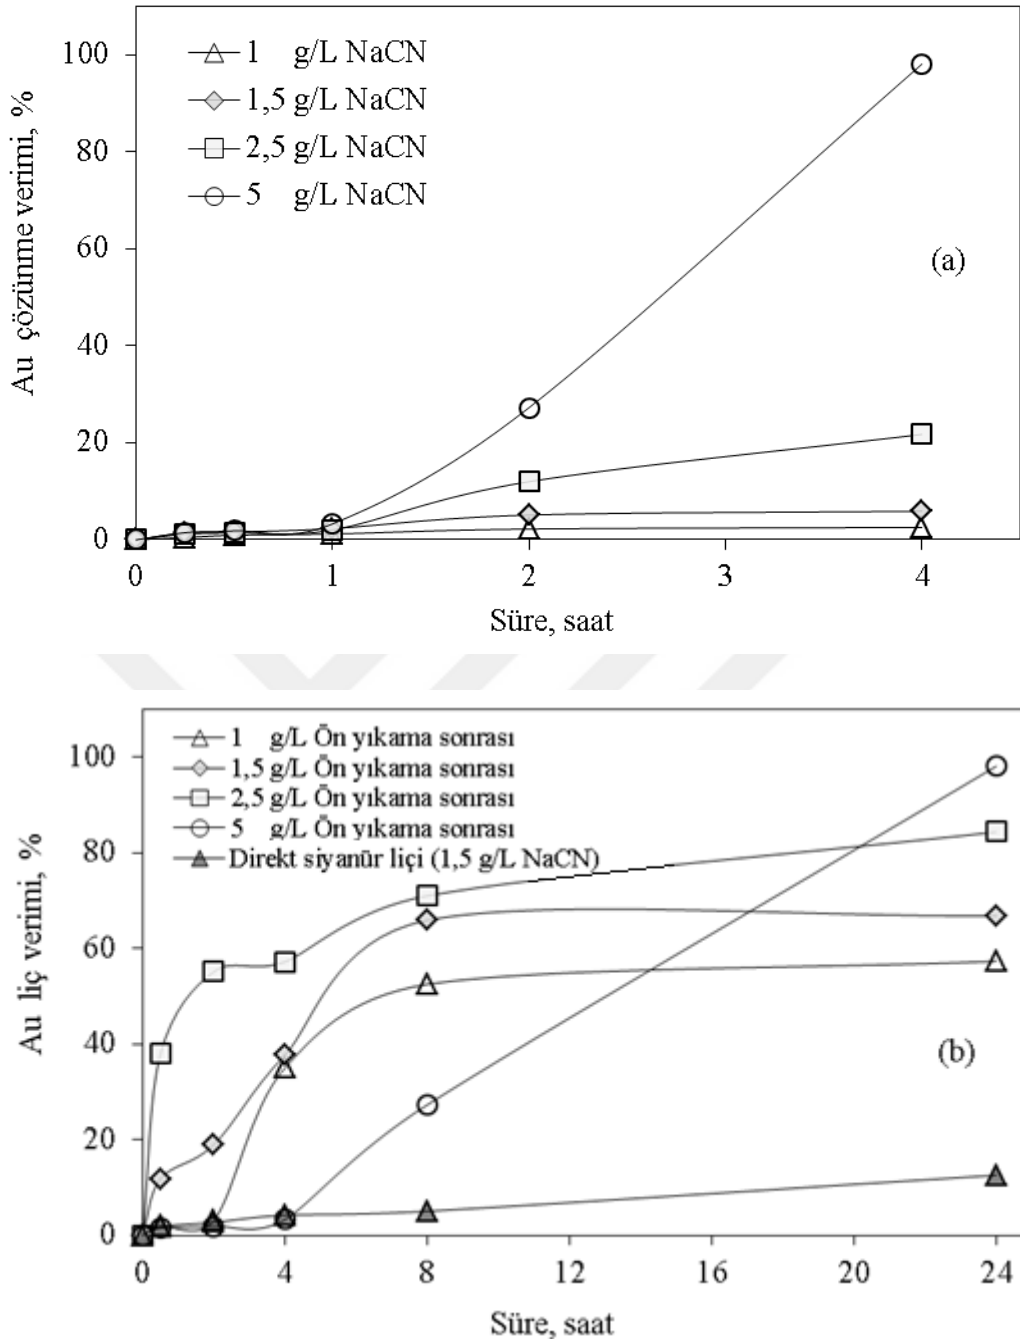 100
80
60
40
20
0
Au çözünme verimi, %
1 g/L NaCN
1,5 g/L NaCN
2,5 g/L NaCN
5 g/L NaCN
(a)
0 1 2 3 4
Süre, saat
100
80
60
40
20
0
Au liç verimi, %
1 g/L Ön yıkama sonrası
1,5 g/L Ön yıkama sonrası
2,5 g/L Ön yıkama sonrası
5 g/L Ön yıkama sonrası
Direkt siyanür liçi (1,5 g/L NaCN)
(b)
0 4 8 12 16 20 24
Süre, saat